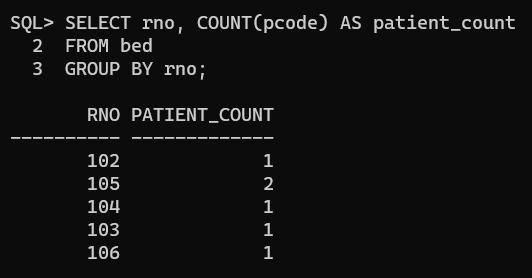 SQL> SELECT rno, COUNT(pcode) AS patient_count
  2  FROM bed
  3  GROUP BY rno;

       RNO PATIENT_COUNT
---------- -------------
       102             1
       105             2
       104             1
       103             1
       106             1